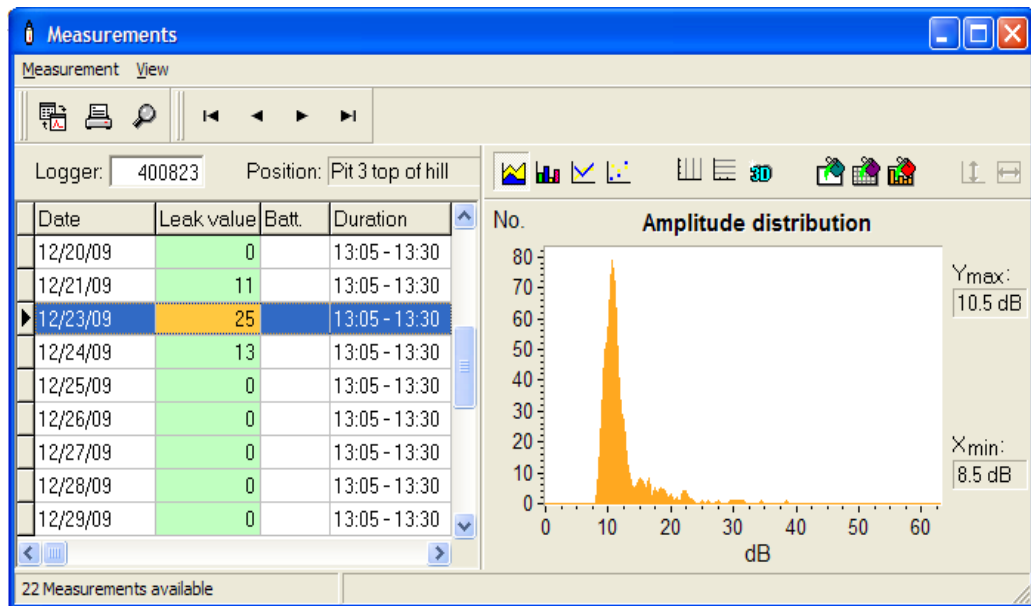 Measurements
Measurement View
Logger: 400823 Position: Pit 3 top of hill
3D
Date Leak value Batt. Duration
12/20/09 0 13:05 - 13:30
12/21/09 11 13:05 - 13:30
12/23/09 25 13:05 - 13:30
12/24/09 13 13:05 - 13:30
12/25/09 0 13:05 - 13:30
12/26/09 0 13:05 - 13:30
12/27/09 0 13:05 - 13:30
12/28/09 0 13:05 - 13:30
12/29/09 0 13:05 - 13:30
No. Amplitude distribution
80
70
60
50
40
30
20
10
0
0 10 20 30 40 50 60
dB
Ymax:
10.5 dB
Xmin:
8.5 dB
22 Measurements available